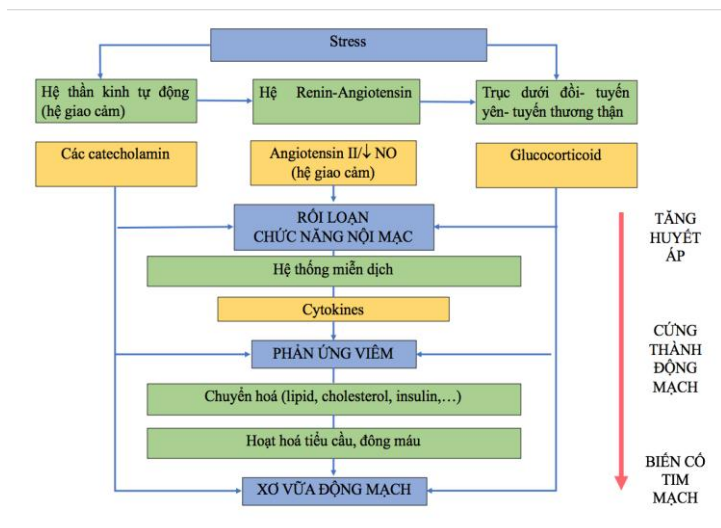 Stress
Hệ thần kinh tự động
(hệ giao cảm)
Hệ Renin-Angiotensin
Trục dưới đồi- tuyến
yên- tuyến thương thận
Các catecholamin
Angiotensin II/↓ NO
(hệ giao cảm)
Glucocorticoid
RỐI LOẠN
CHỨC NĂNG NỘI MẠC
TĂNG
HUYẾT
ÁP
Hệ thống miễn dịch
Cytokines
PHẢN ỨNG VIÊM
CỨNG
THÀNH
ĐỘNG
MẠCH
Chuyển hoá (lipid, cholesterol, insulin,…)
Hoạt hoá tiểu cầu, đông máu
XƠ VỮA ĐỘNG MẠCH
BIẾN CỐ
TIM
MẠCH